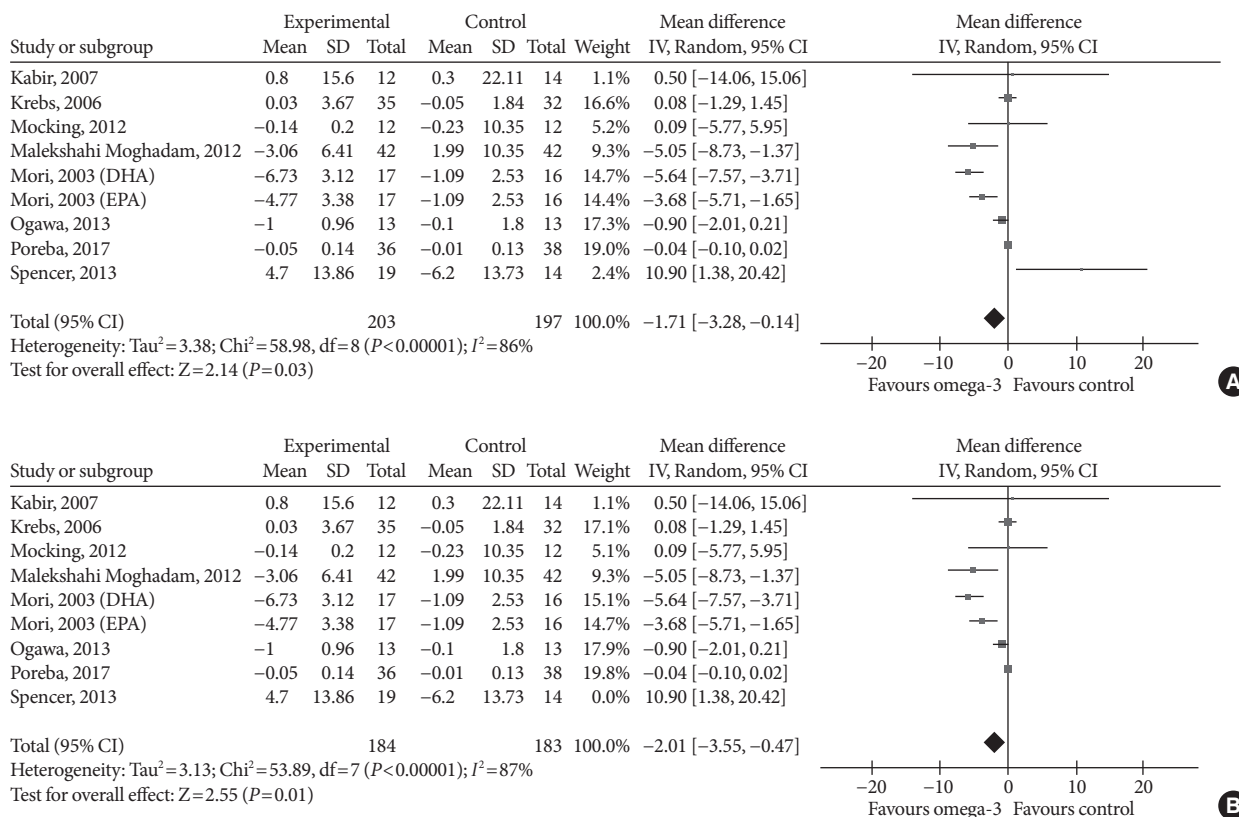 Experimental Control Mean difference Mean difference
Study or subgroup Mean SD Total Mean SD Total Weight IV, Random, 95% CI IV, Random, 95% CI
Kabir, 2007 0.8 15.6 12 0.3 22.11 14 1.1% 0.50 [−14.06, 15.06]
Krebs, 2006 0.03 3.67 35 −0.05 1.84 32 16.6% 0.08 [−1.29, 1.45]
Mocking, 2012 −0.14 0.2 12 −0.23 10.35 12 5.2% 0.09 [−5.77, 5.95]
Malekshahi Moghadam, 2012 −3.06 6.41 42 1.99 10.35 42 9.3% −5.05 [−8.73, −1.37]
Mori, 2003 (DHA) −6.73 3.12 17 −1.09 2.53 16 14.7% −5.64 [−7.57, −3.71]
Mori, 2003 (EPA) −4.77 3.38 17 −1.09 2.53 16 14.4% −3.68 [−5.71, −1.65]
Ogawa, 2013 −1 0.96 13 −0.1 1.8 13 17.3% −0.90 [−2.01, 0.21]
Poreba, 2017 −0.05 0.14 36 −0.01 0.13 38 19.0% −0.04 [−0.10, 0.02]
Spencer, 2013 4.7 13.86 19 −6.2 13.73 14 2.4% 10.90 [1.38, 20.42]
Total (95% CI) 203 197 100.0% −1.71 [−3.28, −0.14]
Heterogeneity: Tau²=3.38; Chi²=58.98, df=8 (P<0.00001); I²=86%
Test for overall effect: Z=2.14 (P=0.03)
−20 −10 0 10 20
Favours omega-3 Favours control
A
Experimental Control Mean difference Mean difference
Study or subgroup Mean SD Total Mean SD Total Weight IV, Random, 95% CI IV, Random, 95% CI
Kabir, 2007 0.8 15.6 12 0.3 22.11 14 1.1% 0.50 [−14.06, 15.06]
Krebs, 2006 0.03 3.67 35 −0.05 1.84 32 17.1% 0.08 [−1.29, 1.45]
Mocking, 2012 −0.14 0.2 12 −0.23 10.35 12 5.1% 0.09 [−5.77, 5.95]
Malekshahi Moghadam, 2012 −3.06 6.41 42 1.99 10.35 42 9.3% −5.05 [−8.73, −1.37]
Mori, 2003 (DHA) −6.73 3.12 17 −1.09 2.53 16 15.1% −5.64 [−7.57, −3.71]
Mori, 2003 (EPA) −4.77 3.38 17 −1.09 2.53 16 14.7% −3.68 [−5.71, −1.65]
Ogawa, 2013 −1 0.96 13 −0.1 1.8 13 17.9% −0.90 [−2.01, 0.21]
Poreba, 2017 −0.05 0.14 36 −0.01 0.13 38 19.8% −0.04 [−0.10, 0.02]
Spencer, 2013 4.7 13.86 19 −6.2 13.73 14 0.0% 10.90 [1.38, 20.42]
Total (95% CI) 184 183 100.0% −2.01 [−3.55, −0.47]
Heterogeneity: Tau²=3.13; Chi²=53.89, df=7 (P<0.00001); I²=87%
Test for overall effect: Z=2.55 (P=0.01)
−20 −10 0 10 20
Favours omega-3 Favours control
B